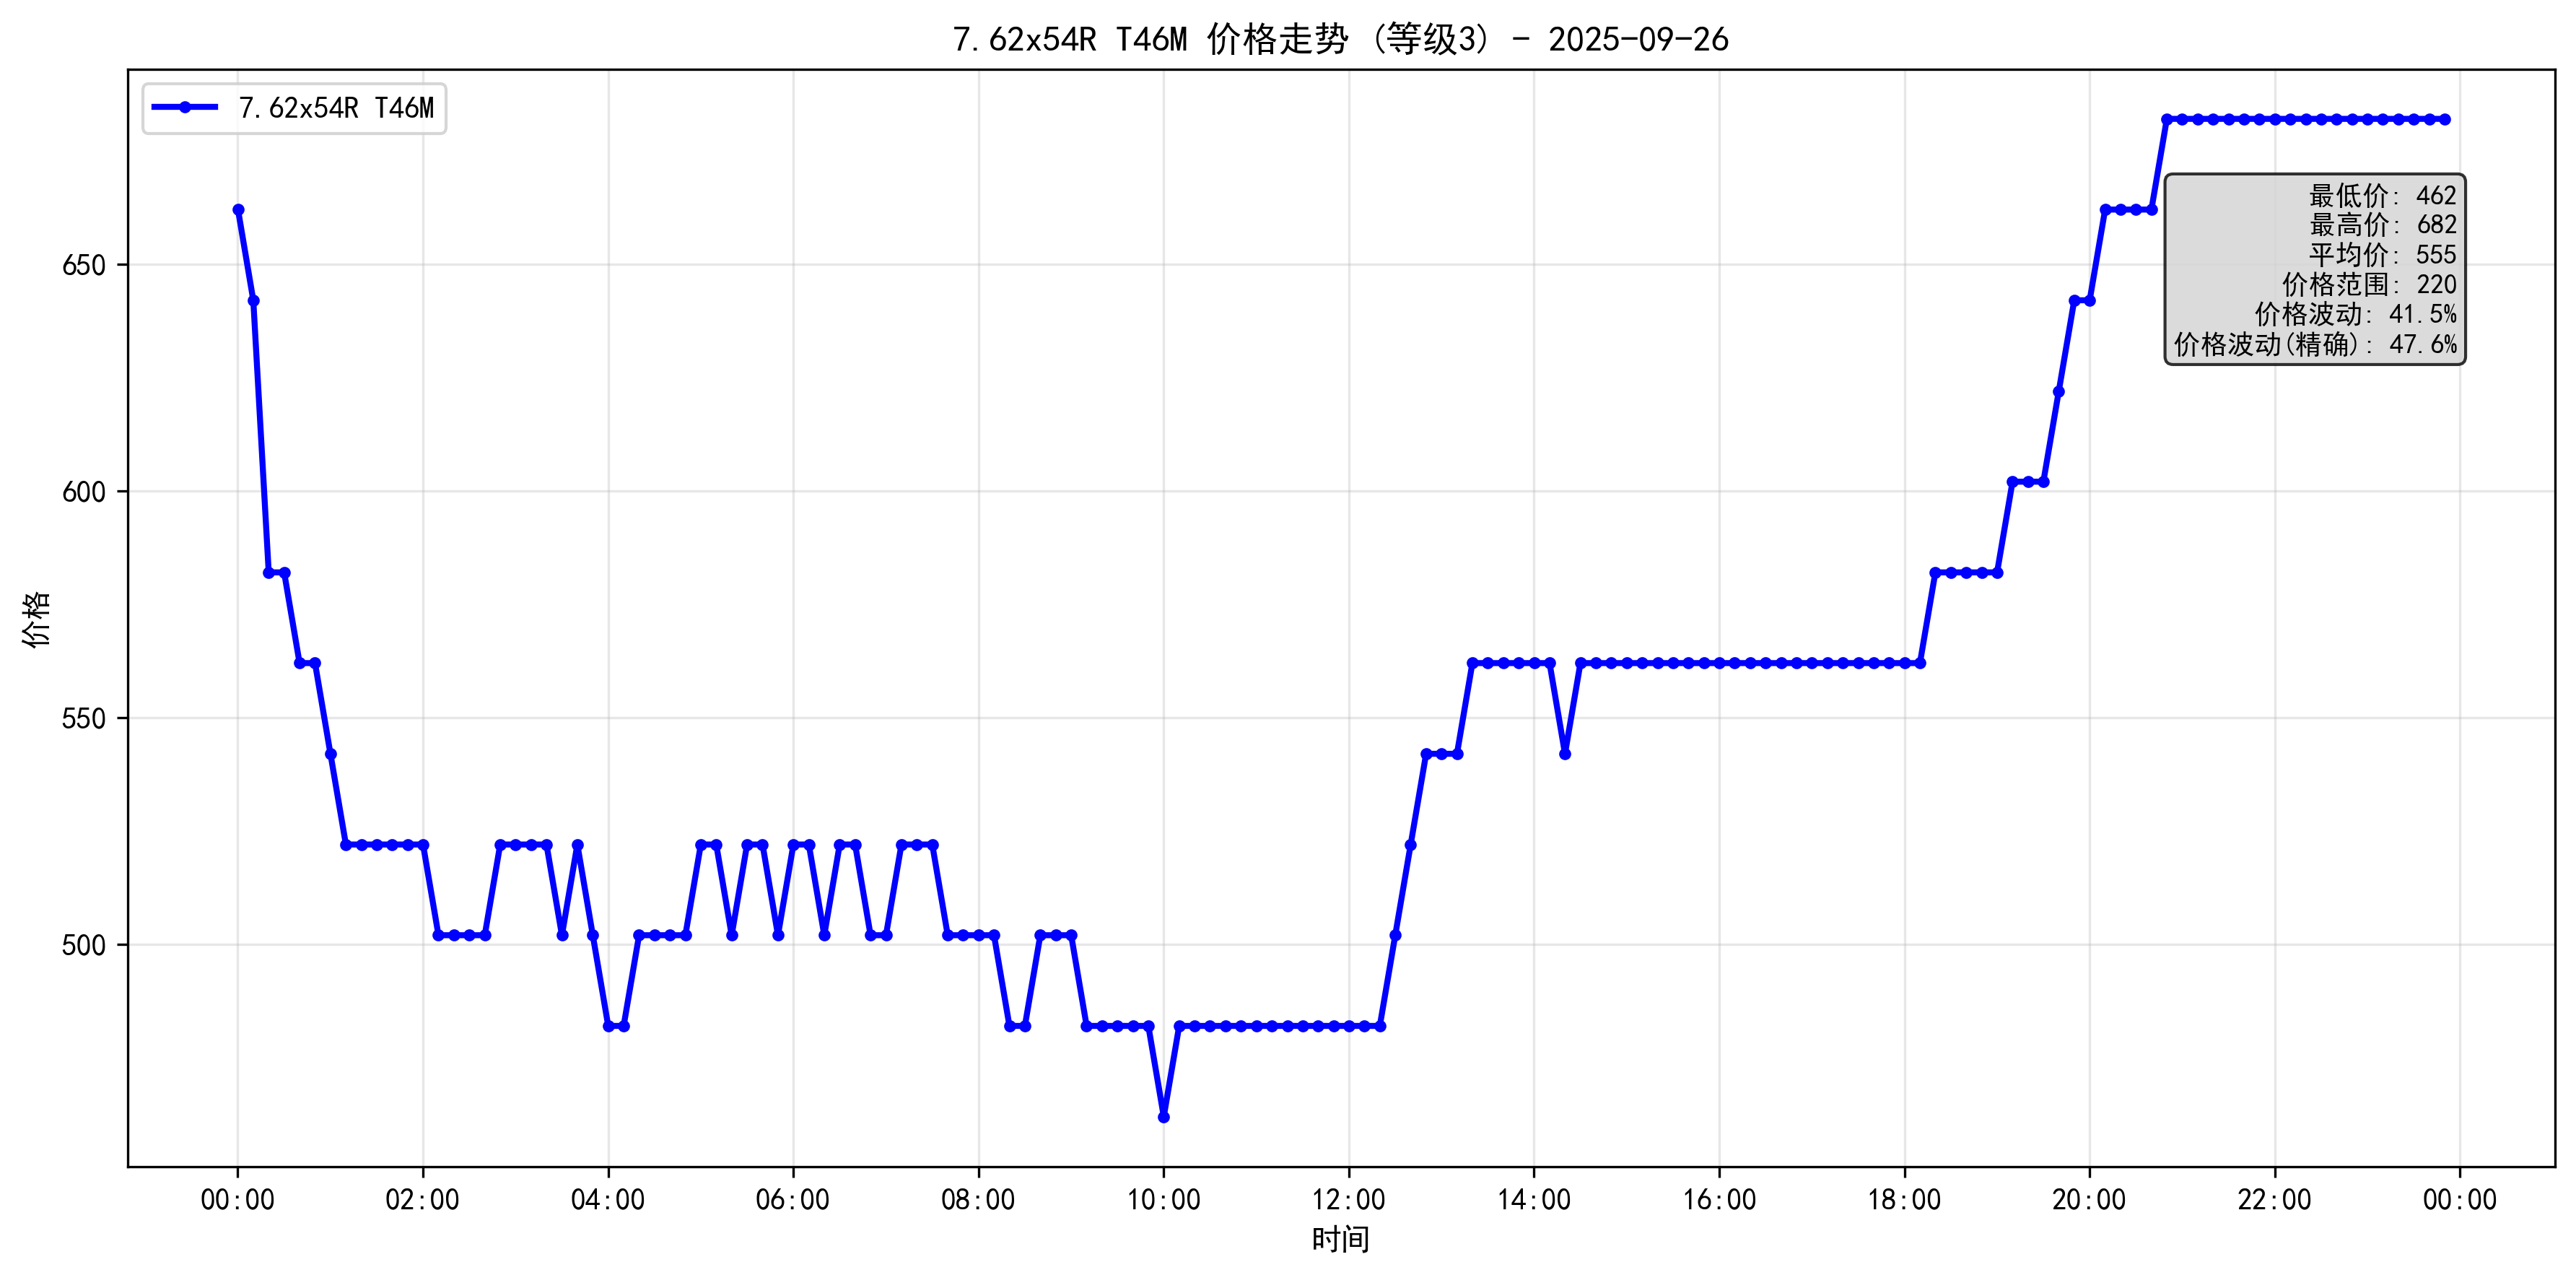 7.62x54R T46M 价格走势 (等级3) - 2025-09-26
7.62x54R T46M
最低价: 462
最高价: 682
平均价: 555
价格范围: 220
价格波动: 41.5%
价格波动(精确): 47.6%
价格
650
600
550
500
00:00 02:00 04:00 06:00 08:00 10:00 12:00 14:00 16:00 18:00 20:00 22:00 00:00
时间